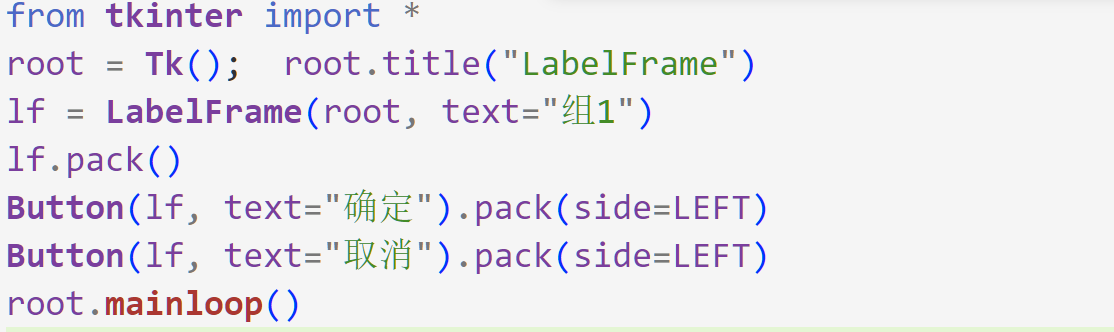 from tkinter import *
root = Tk();  root.title("LabelFrame")
lf = LabelFrame(root, text="组1")
lf.pack()
Button(lf, text="确定").pack(side=LEFT)
Button(lf, text="取消").pack(side=LEFT)
root.mainloop()